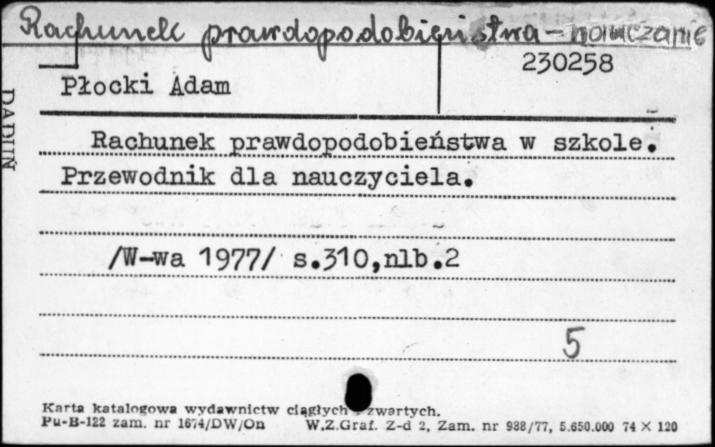 Rachunek prawdopodobieństwa - nauczanie
230258
Płocki Adam
Rachunek prawdopodobieństwa w szkole.
Przewodnik dla nauczyciela.
/W-wa 1977/ s.310,nlb.2
5
Karta katalogowa wydawnictw ciągłych i zwartych.
Pu-B-122 zam. nr 1674/DW/On W.Z.Graf. Z-d 2, Zam. nr 988/77, 5.650.000 74 X 120